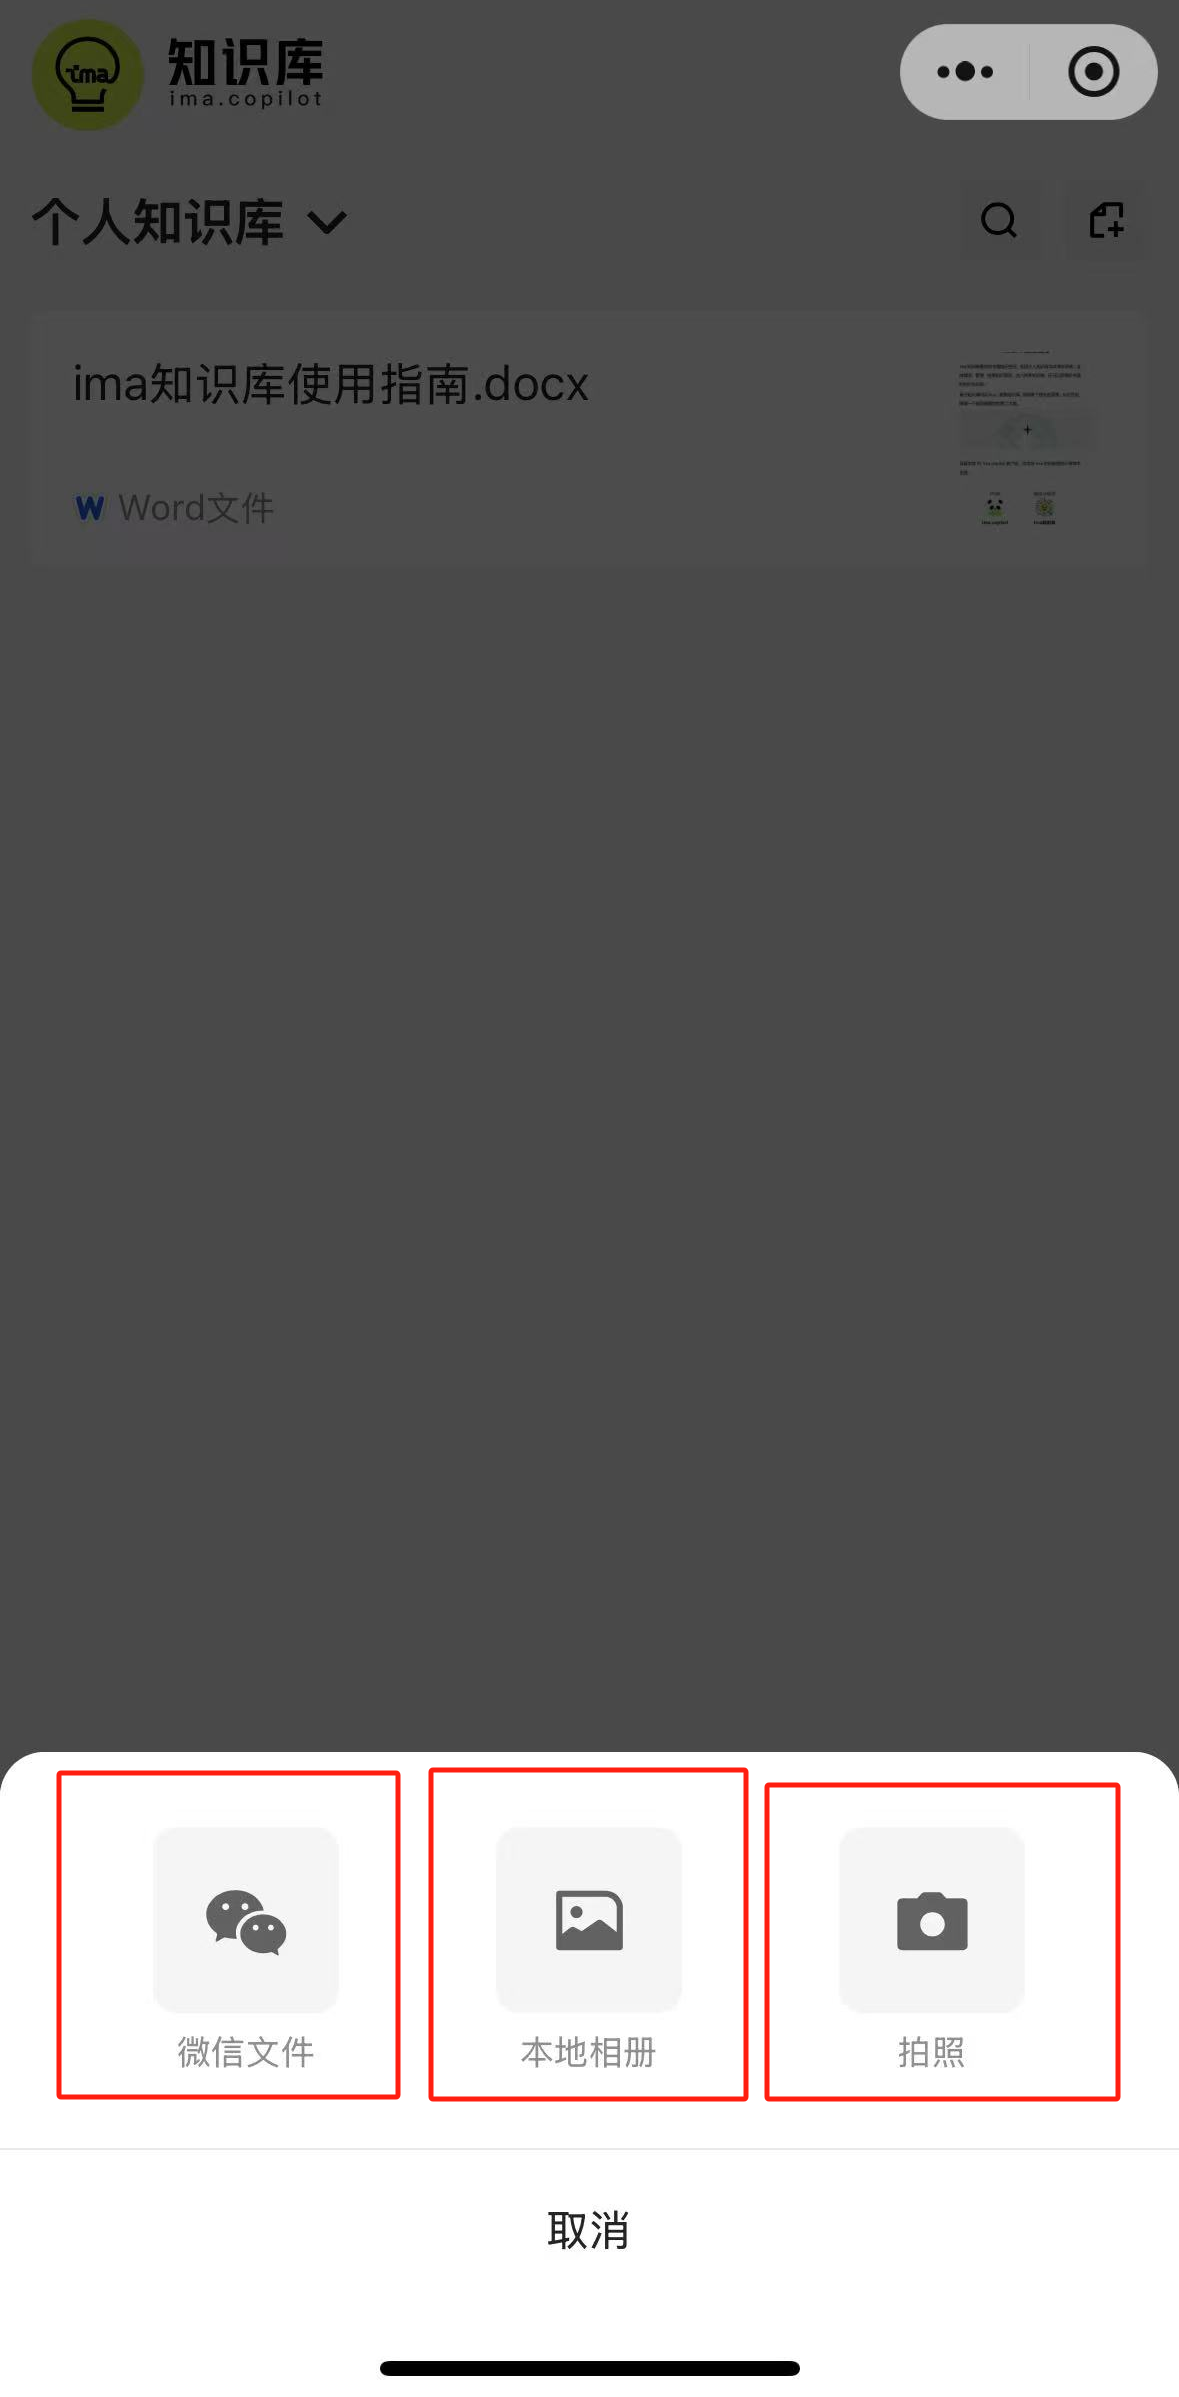 ima
知识库
ima.copilot
个人知识库
ima知识库使用指南.docx
W Word文件
微信文件
本地相册
拍照
取消